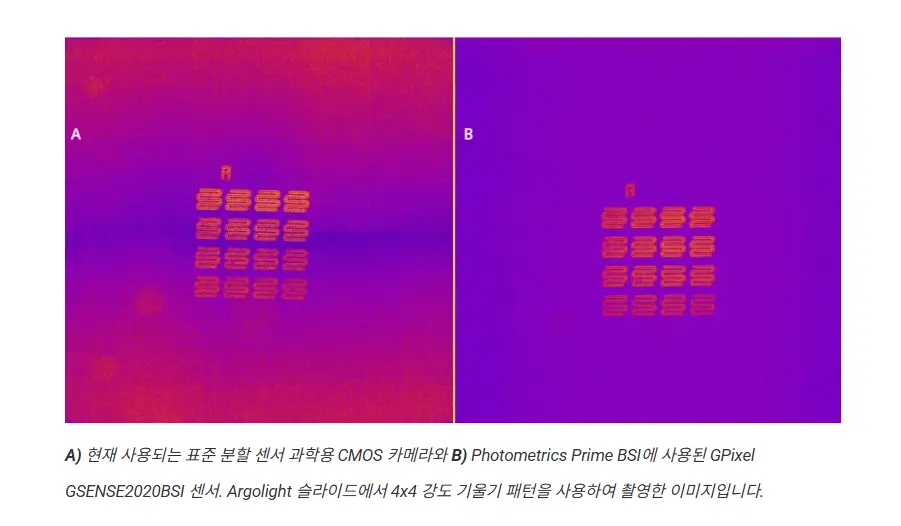 A
B
A) 현재 사용되는 표준 분할 센서 과학용 CMOS 카메라와 B) Photometrics Prime BSI에 사용된 GPixel
GSENSE2020BSI 센서. Argolight 슬라이드에서 4x4 강도 기울기 패턴을 사용하여 촬영한 이미지입니다.